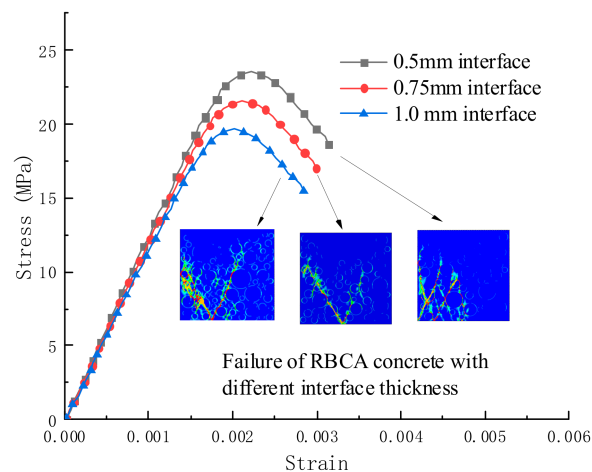 0.5mm interface
0.75mm interface
1.0 mm interface
25
20
15
10
5
0
Stress (MPa)
Failure of RBCA concrete with
different interface thickness
0.000 0.001 0.002 0.003 0.004 0.005 0.006
Strain